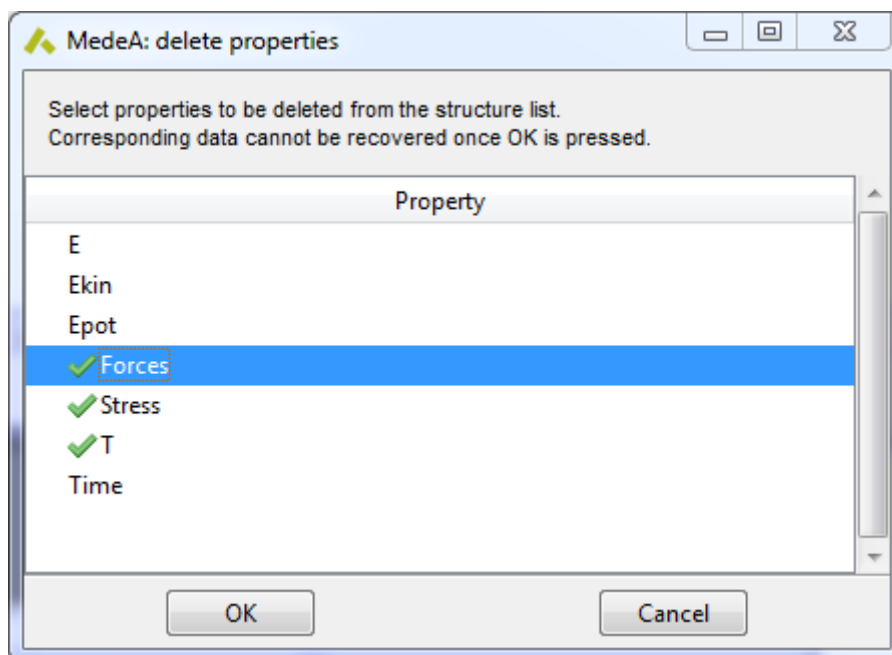 MedeA: delete properties
Select properties to be deleted from the structure list.
Corresponding data cannot be recovered once OK is pressed.
Property
E
Ekin
Epot
Forces
Stress
T
Time
OK
Cancel